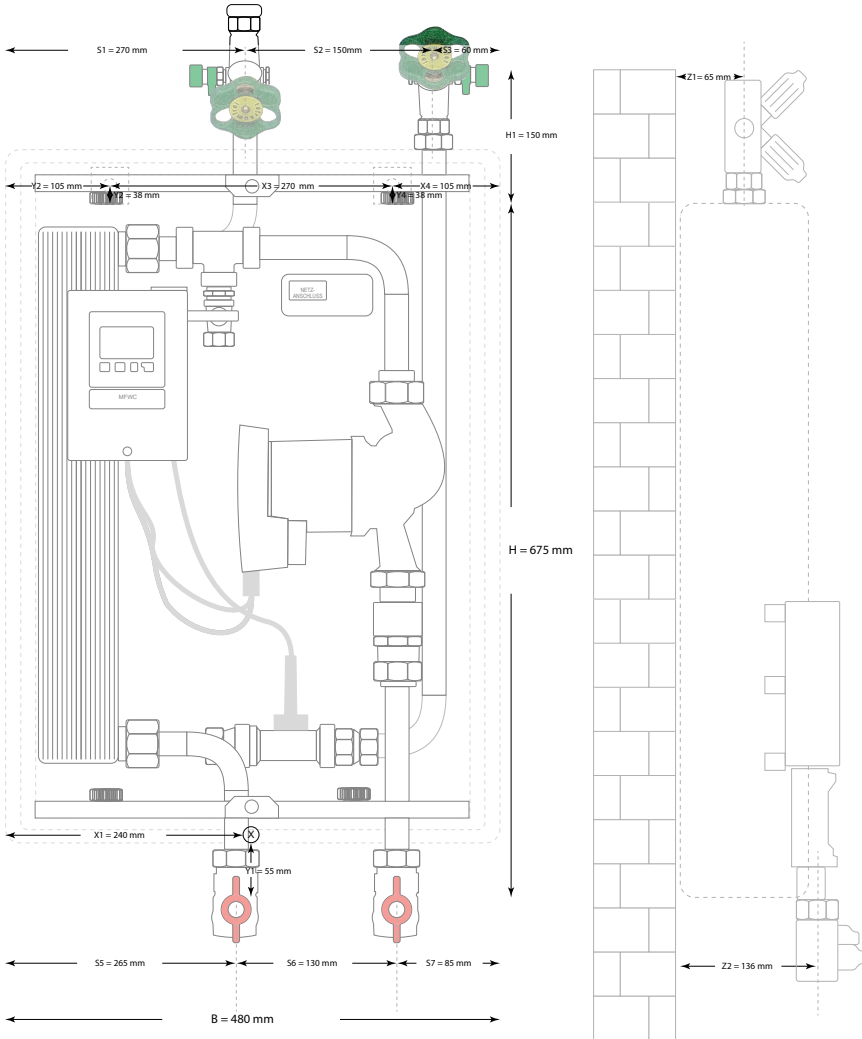 S1 = 270 mm
S2 = 150mm
S3 = 60 mm
Z1= 65 mm
H1 = 150 mm
Y2 = 105 mm
X3 = 270 mm
X4 = 105 mm
Y2 = 38 mm
Y4 = 38 mm
NETZ-
ANSCHLUSS
MFWC
H = 675 mm
X1 = 240 mm
X
Y1 = 55 mm
S5 = 265 mm
S6 = 130 mm
S7 = 85 mm
Z2 = 136 mm
B = 480 mm